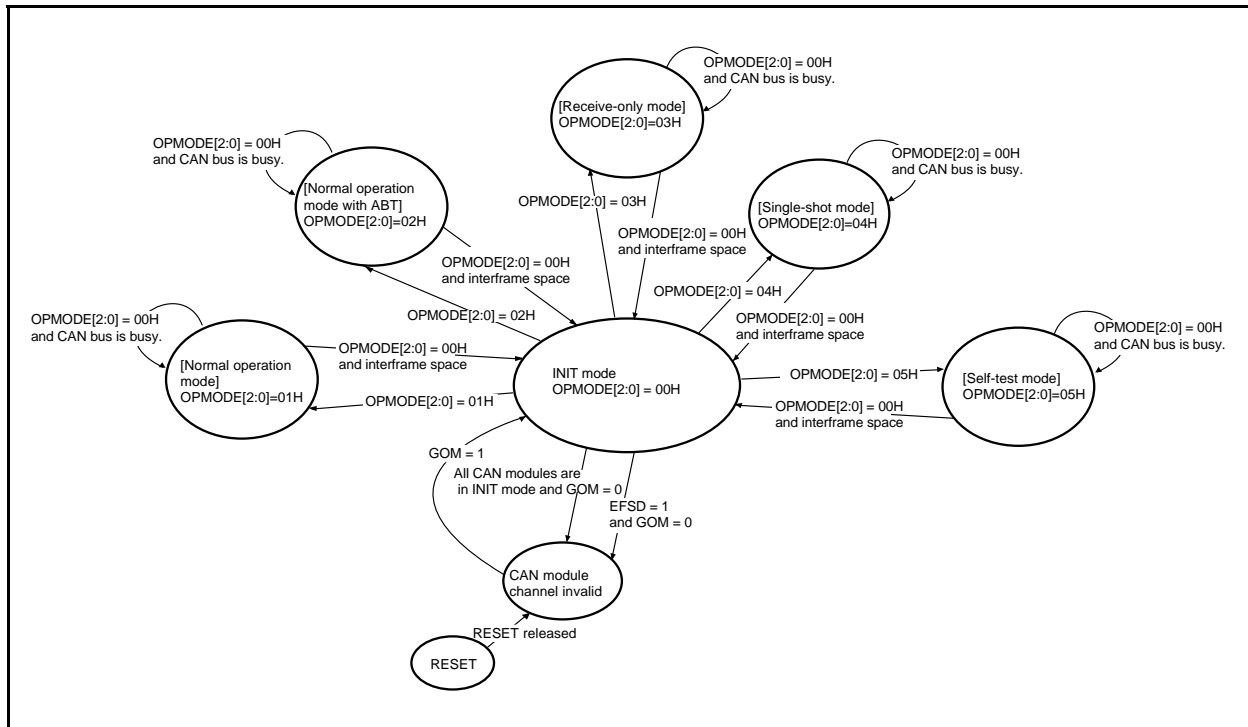 OPMODE[2:0] = 00H
and CAN bus is busy.
[Receive-only mode]
OPMODE[2:0]=03H
OPMODE[2:0] = 00H
and CAN bus is busy.
OPMODE[2:0] = 00H
and CAN bus is busy.
[Normal operation
mode with ABT]
OPMODE[2:0]=02H
[Single-shot mode]
OPMODE[2:0]=04H
OPMODE[2:0] = 03H
OPMODE[2:0] = 00H
and interframe space
OPMODE[2:0] = 00H
and interframe space
OPMODE[2:0] = 04H
OPMODE[2:0] = 02H
OPMODE[2:0] = 00H
and interframe space
OPMODE[2:0] = 00H
and CAN bus is busy.
OPMODE[2:0] = 00H
and CAN bus is busy.
[Normal operation
mode]
OPMODE[2:0]=01H
OPMODE[2:0] = 00H
and interframe space
INIT mode
OPMODE[2:0] = 00H
OPMODE[2:0] = 05H
[Self-test mode]
OPMODE[2:0]=05H
OPMODE[2:0] = 01H
OPMODE[2:0] = 00H
and interframe space
GOM = 1
All CAN modules are
in INIT mode and GOM = 0
EFSD = 1
and GOM = 0
CAN module
channel invalid
RESET released
RESET